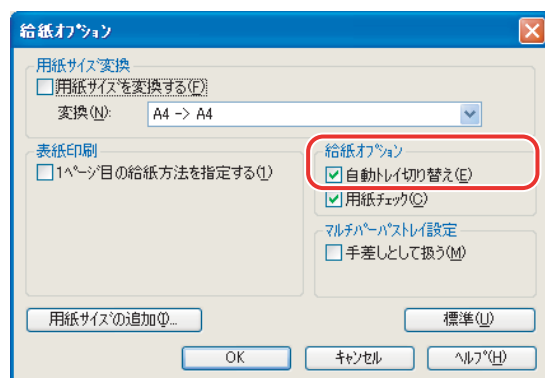 給紙オプション
用紙サイズ変換
用紙サイズを変換する(F)
変換(N): A4 -> A4
表紙印刷
1ページ目の給紙方法を指定する(1)
給紙オプション
自動トレイ切り替え(E)
用紙チェック(C)
マルチパーパストレイ設定
手差しとして扱う(M)
用紙サイズの追加(I)...
標準(U)
OK
キャンセル
ヘルプ(H)